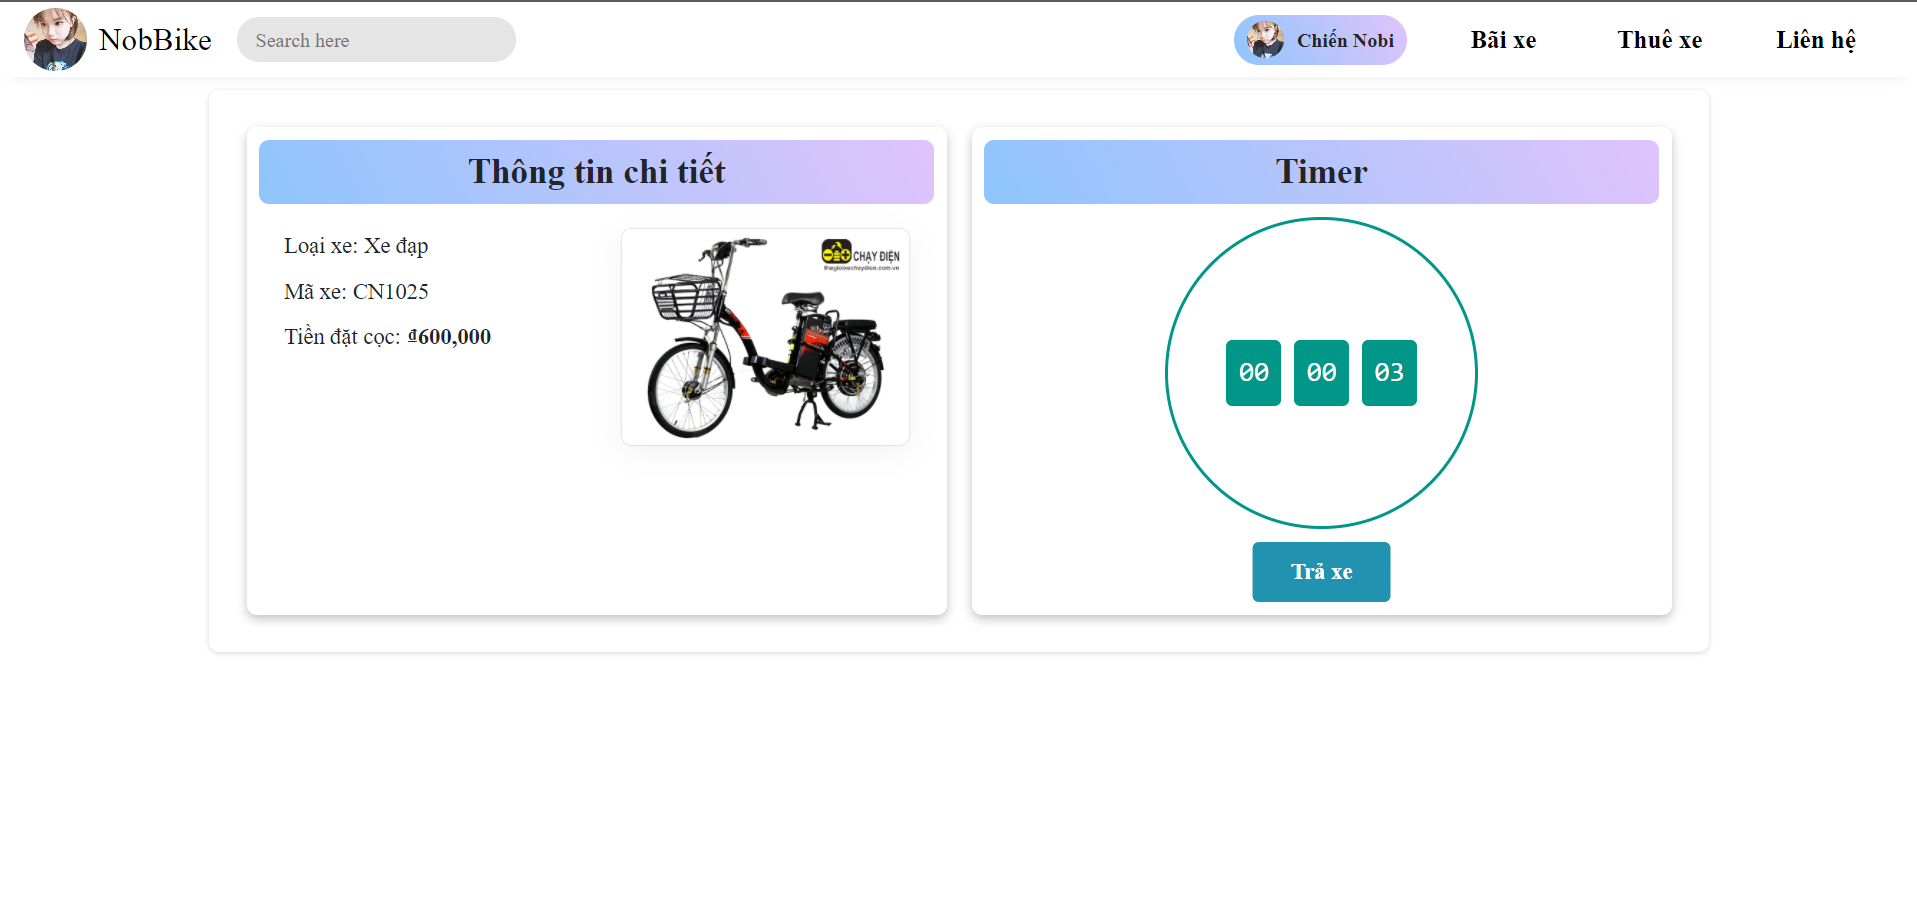 NobBike
Search here
Chiến Nobi
Bãi xe
Thuê xe
Liên hệ
Thông tin chi tiết
Loại xe: Xe đạp
Mã xe: CN1025
Tiền đặt cọc: ₫600,000
CHẠY ĐIỆN
thegioixechaydien.com.vn
Timer
00 00 03
Trả xe